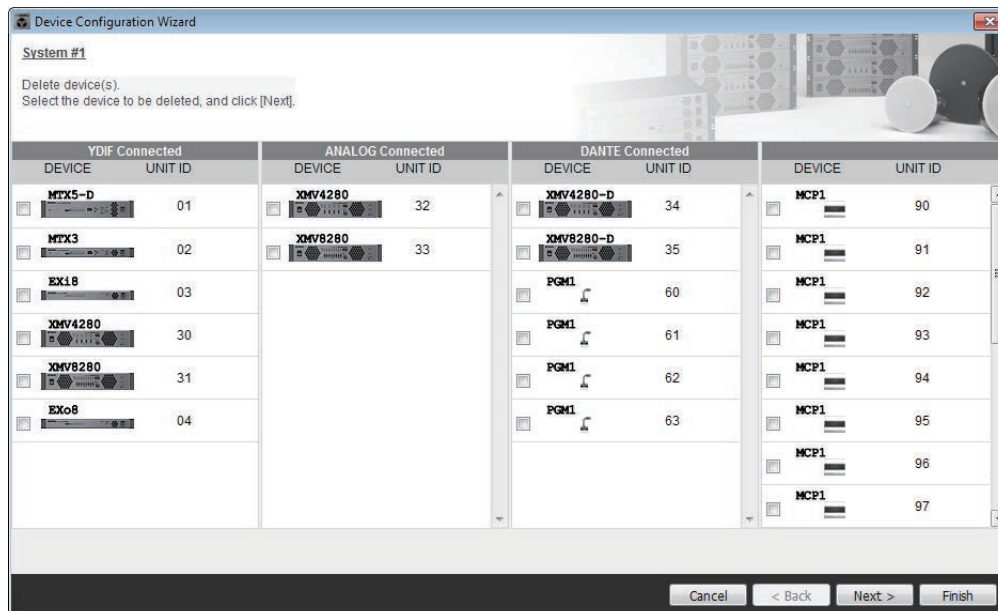 Device Configuration Wizard
System #1
Delete device(s).
Select the device to be deleted, and click [Next].
YDIF Connected
DEVICE UNIT ID
MTX5-D 01
MTX3 02
EXi8 03
XMV4280 30
XMV8280 31
EXo8 04
ANALOG Connected
DEVICE UNIT ID
XMV4280 32
XMV8280 33
DANTE Connected
DEVICE UNIT ID
XMV4280-D 34
XMV8280-D 35
PGM1 60
PGM1 61
PGM1 62
PGM1 63
DEVICE UNIT ID
MCP1 90
MCP1 91
MCP1 92
MCP1 93
MCP1 94
MCP1 95
MCP1 96
MCP1 97
Cancel < Back Next > Finish